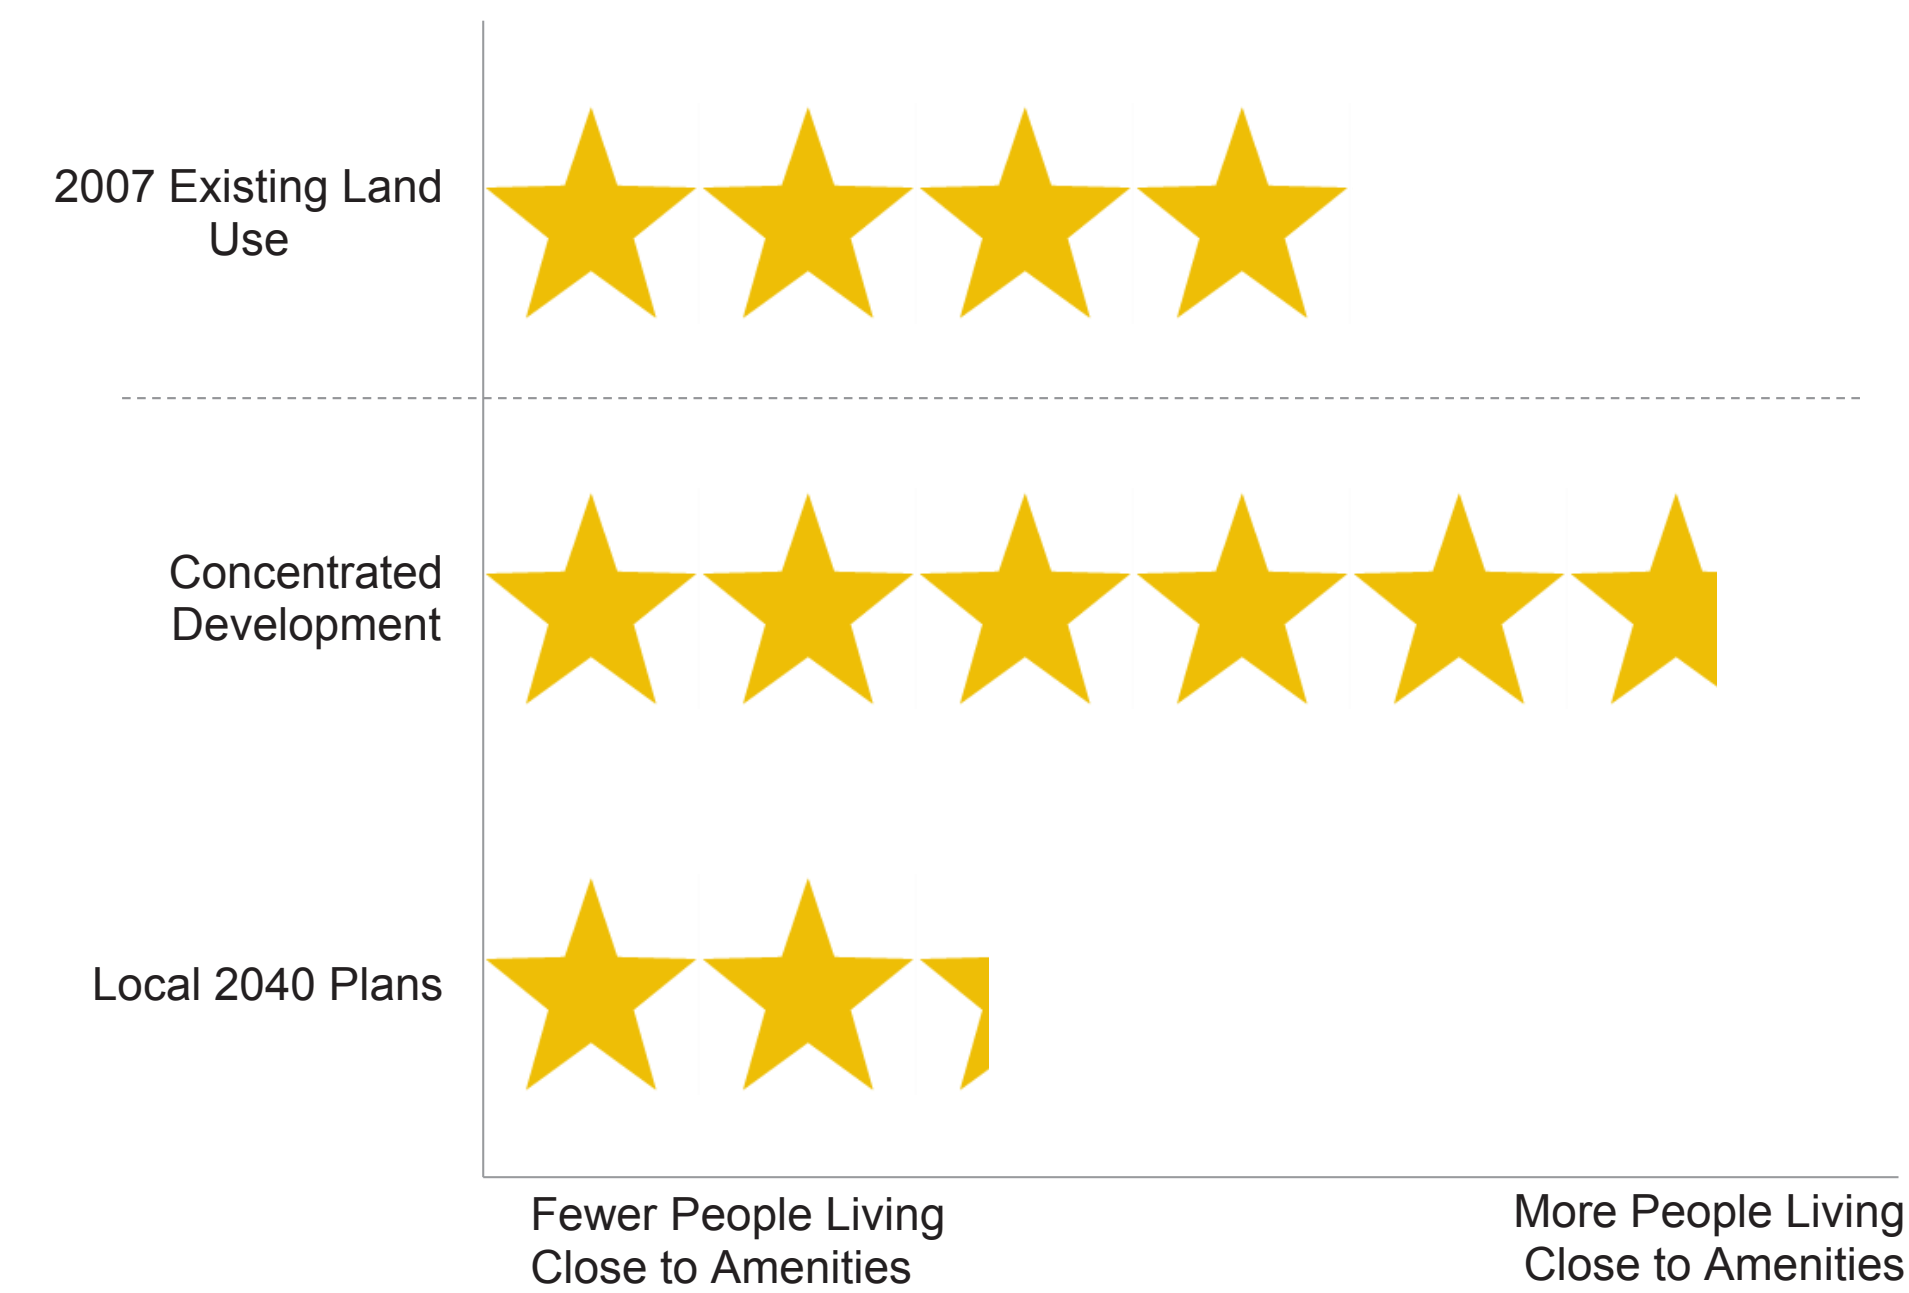 2007 Existing Land
Use
Concentrated
Development
Local 2040 Plans
Fewer People Living
Close to Amenities
More People Living
Close to Amenities